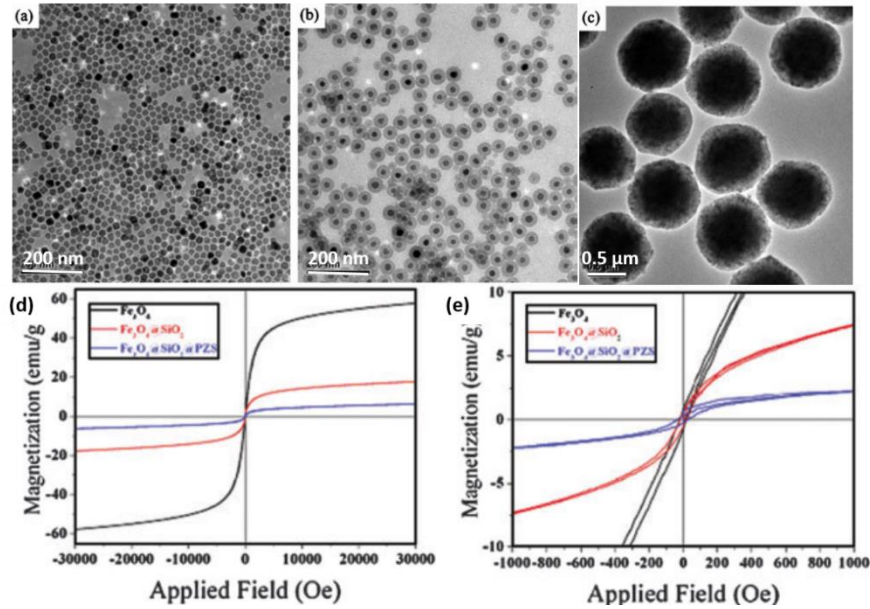 (a)
200 nm
(b)
200 nm
(c)
0.5 µm
(d)
Magnetization (emu/g)
60
40
20
0
-20
-40
-60
Fe₃O₄
Fe₃O₄@SiO₂
Fe₃O₄@SiO₂@PZS
-30000 -20000 -10000 0 10000 20000 30000
Applied Field (Oe)
(e)
Magnetization (emu/g)
10
5
0
-5
-10
Fe₃O₄
Fe₃O₄@SiO₂
Fe₃O₄@SiO₂@PZS
-1000 -800 -600 -400 -200 0 200 400 600 800 1000
Applied Field (Oe)